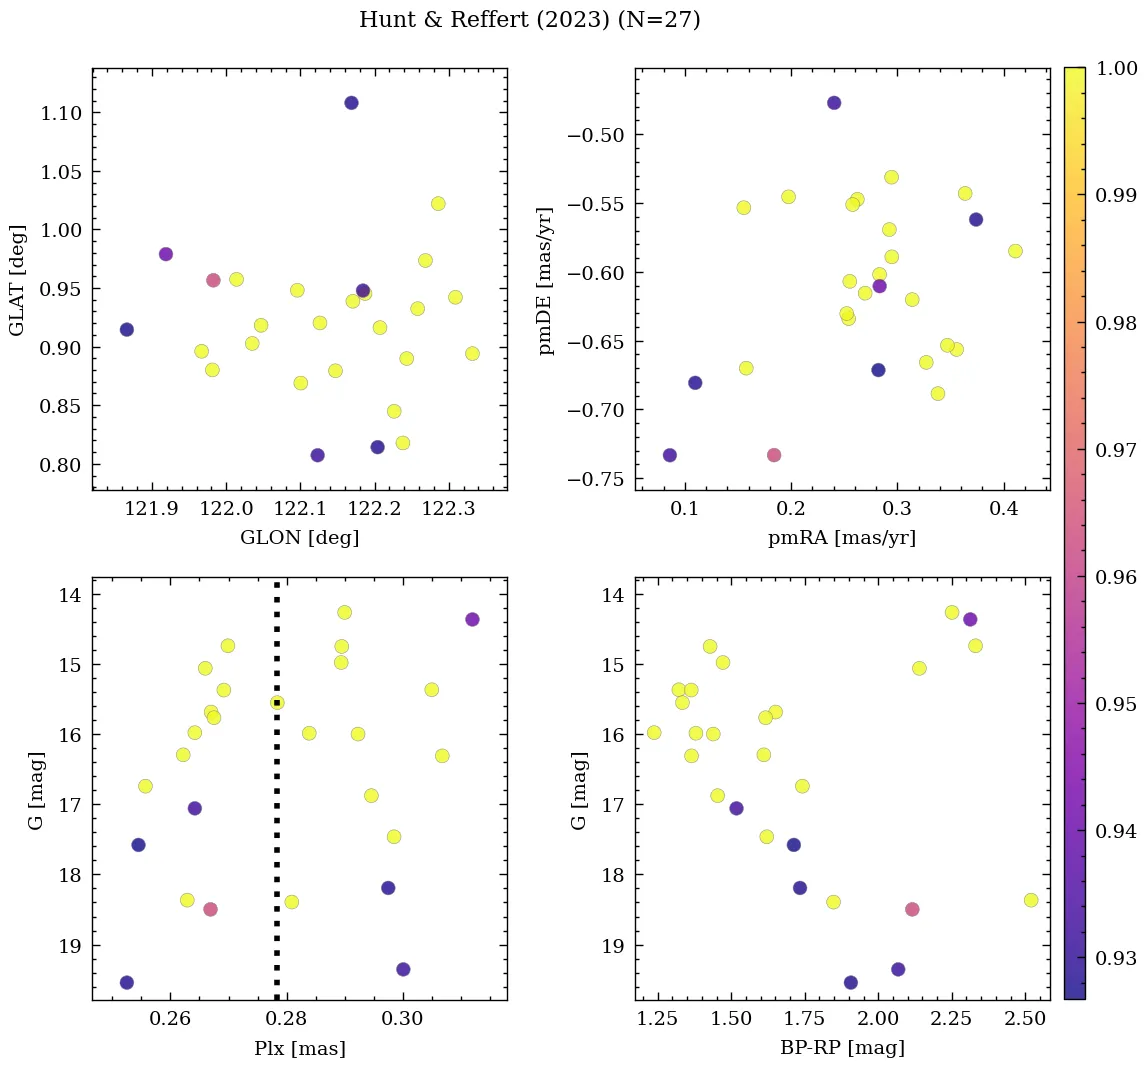 Hunt & Reffert (2023) (N=27)
GLAT [deg]
1.10
1.05
1.00
0.95
0.90
0.85
0.80
121.9 122.0 122.1 122.2 122.3
GLON [deg]
pmDE [mas/yr]
−0.50
−0.55
−0.60
−0.65
−0.70
−0.75
0.1 0.2 0.3 0.4
pmRA [mas/yr]
G [mag]
14
15
16
17
18
19
0.26 0.28 0.30
Plx [mas]
G [mag]
14
15
16
17
18
19
1.25 1.50 1.75 2.00 2.25 2.50
BP-RP [mag]
1.00
0.99
0.98
0.97
0.96
0.95
0.94
0.93